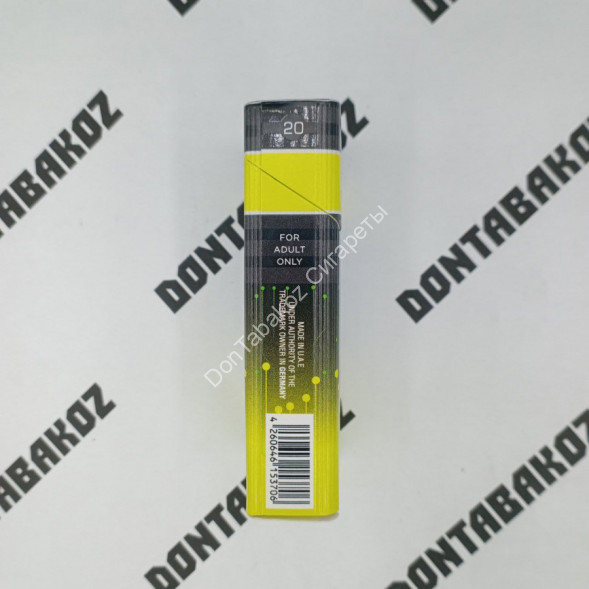 DONTABAKOZ
DONTABAKOZ
DONTABAKOZ
DONTABAKOZ
DONTABAKOZ
DONTABAKOZ
20
FOR
ADULT
ONLY
DonTabakoz Сигареты
MADE IN U.A.E
UNDER AUTHORITY OF THE
TRADEMARK OWNER IN GERMANY
4 260646 153706